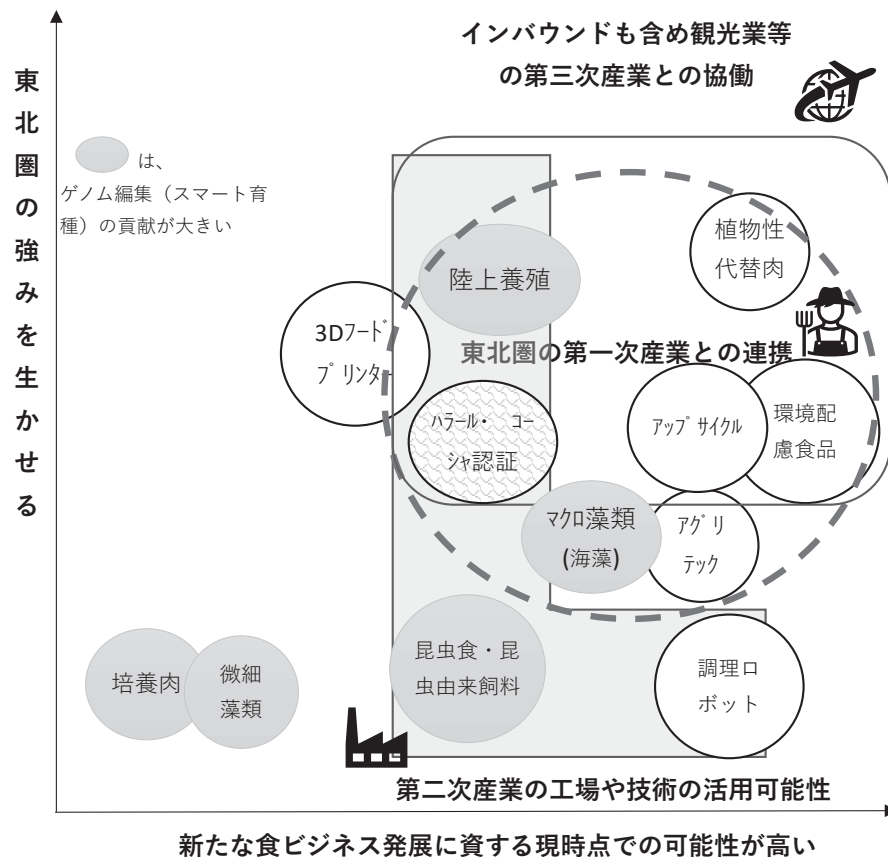 インバウンドも含め観光業等
の第三次産業との協働
東北圏の強みを生かせる
は、
ゲノム編集（スマート育
種）の貢献が大きい
植物性
代替肉
陸上養殖
3Dﾌｰﾄﾞ
ﾌﾟﾘﾝﾀｰ
東北圏の第一次産業との連携
ﾊﾗｰﾙ・ ｺｰ
ｼｬ認証
ｱｯﾌﾟｻｲｸﾙ
環境配
慮食品
ﾏｸﾛ藻類
(海藻)
ｱｸﾞﾘ
ﾃｯｸ
培養肉
微細
藻類
昆虫食・昆
虫由来飼料
調理ロ
ボット
第二次産業の工場や技術の活用可能性
新たな食ビジネス発展に資する現時点での可能性が高い